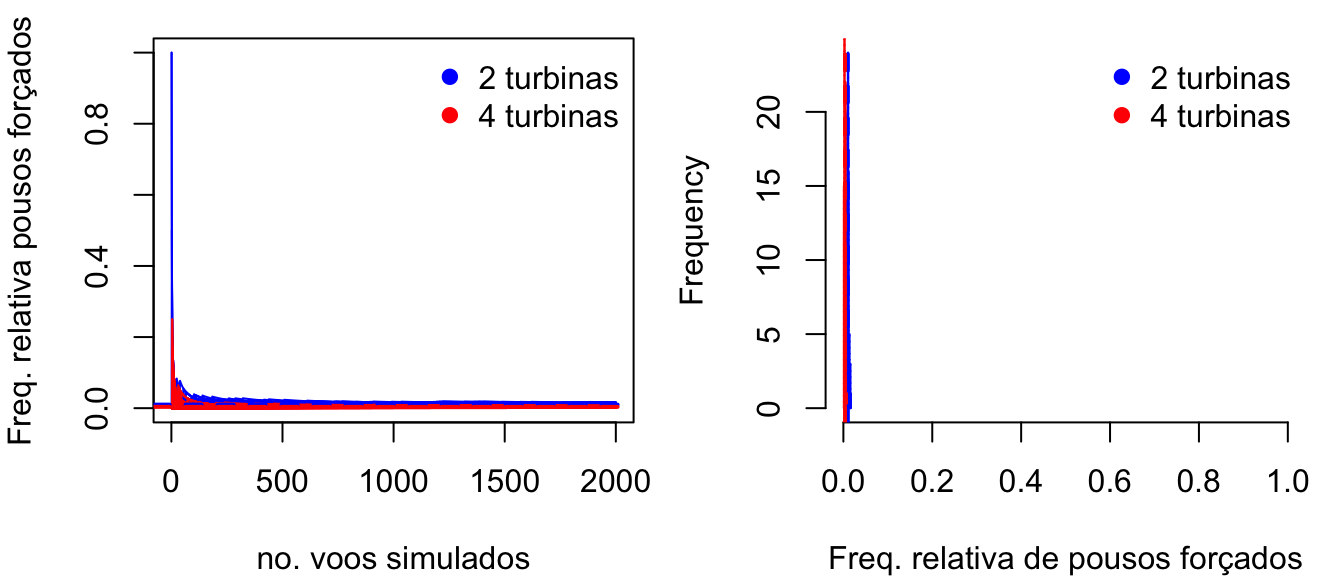 Freq. relativa pousos forçados
0.0
0.4
0.8
2 turbinas
4 turbinas
0
500
1000
1500
2000
no. voos simulados
Frequency
0
5
10
15
20
2 turbinas
4 turbinas
0.0
0.2
0.4
0.6
0.8
1.0
Freq. relativa de pousos forçados